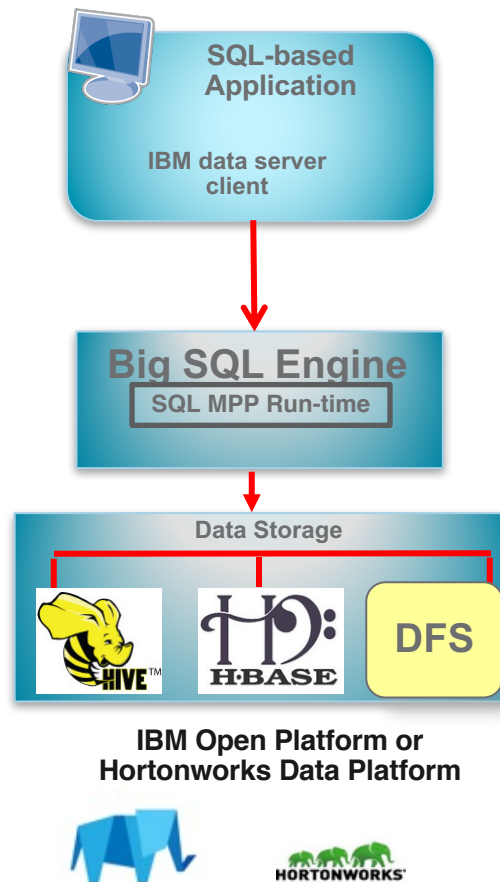 SQL-based
Application
IBM data server
client
Big SQL Engine
SQL MPP Run-time
Data Storage
HIVE™
H:
H·BASE
DFS
IBM Open Platform or
Hortonworks Data Platform
HORTONWORKS